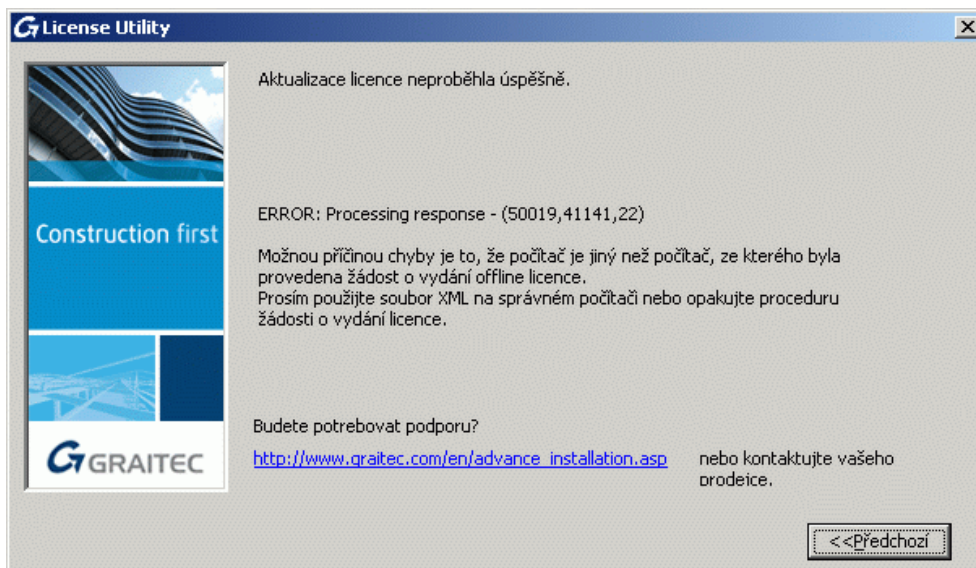 License Utility
Aktualizace licence neproběhla úspěšně.
ERROR: Processing response - (50019,41141,22)
Construction first
Možnou příčinou chyby je to, že počítač je jiný než počítač, ze kterého byla
provedena žádost o vydání offline licence.
Prosím použijte soubor XML na správném počítači nebo opakujte proceduru
žádosti o vydání licence.
Budete potrebovat podporu?
http://www.graitec.com/en/advance_installation.asp nebo kontaktujte vašeho
prodejce.
GRAITEC
<<Předchozí